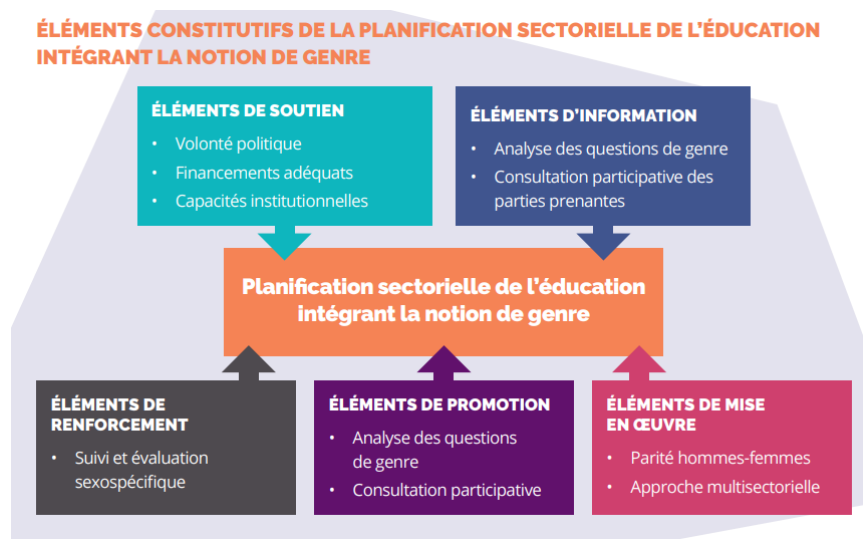 ÉLÉMENTS CONSTITUTIFS DE LA PLANIFICATION SECTORIELLE DE L'ÉDUCATION
INTÉGRANT LA NOTION DE GENRE
ÉLÉMENTS DE SOUTIEN
• Volonté politique
• Financements adéquats
• Capacités institutionnelles
ÉLÉMENTS D'INFORMATION
• Analyse des questions de genre
• Consultation participative des
parties prenantes
Planification sectorielle de l'éducation
intégrant la notion de genre
ÉLÉMENTS DE
RENFORCEMENT
• Suivi et évaluation
sexospécifique
ÉLÉMENTS DE PROMOTION
• Analyse des questions
de genre
• Consultation participative
ÉLÉMENTS DE MISE
EN ŒUVRE
• Parité hommes-femmes
• Approche multisectorielle